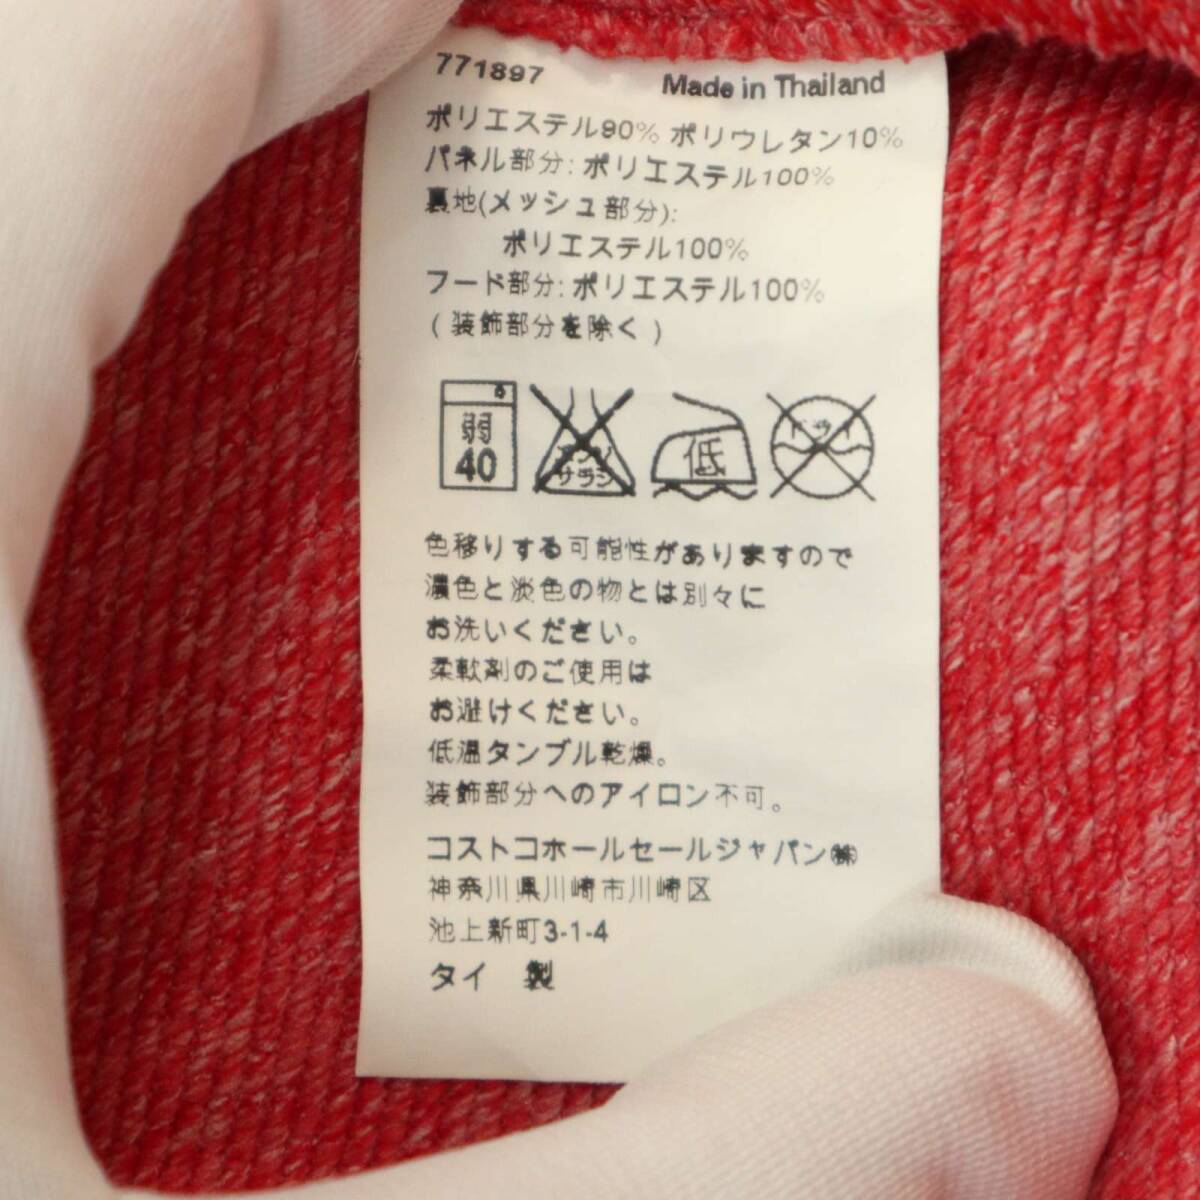 771897 Made in Thailand
ポリエステル90% ポリウレタン10%
パネル部分: ポリエステル100%
裏地(メッシュ部分):
ポリエステル100%
フード部分: ポリエステル100%
( 装飾部分を除く )
弱
40
エンソ
サラシ
低
ドライ
色移りする可能性がありますので
濃色と淡色の物とは別々に
お洗いください。
柔軟剤のご使用は
お避けください。
低温タンブル乾燥。
装飾部分へのアイロン不可。
コストコホールセールジャパン㈱
神奈川県川崎市川崎区
池上新町3-1-4
タイ 製